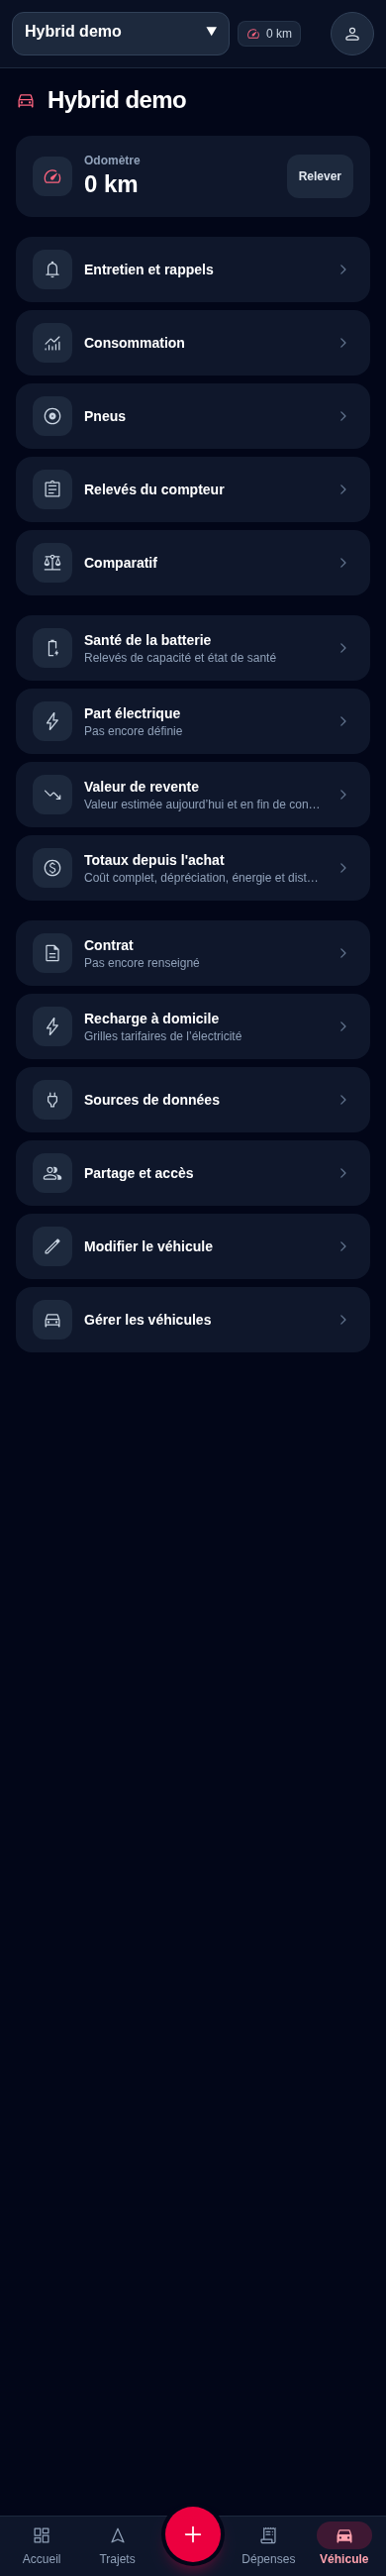 Hybrid demo
0 km
Hybrid demo
Odomètre
0 km
Relever
Entretien et rappels
Consommation
Pneus
Relevés du compteur
Comparatif
Santé de la batterie
Relevés de capacité et état de santé
Part électrique
Pas encore définie
Valeur de revente
Valeur estimée aujourd’hui et en fin de con…
Totaux depuis l'achat
Coût complet, dépréciation, énergie et dist…
Contrat
Pas encore renseigné
Recharge à domicile
Grilles tarifaires de l’électricité
Sources de données
Partage et accès
Modifier le véhicule
Gérer les véhicules
Accueil
Trajets
Dépenses
Véhicule